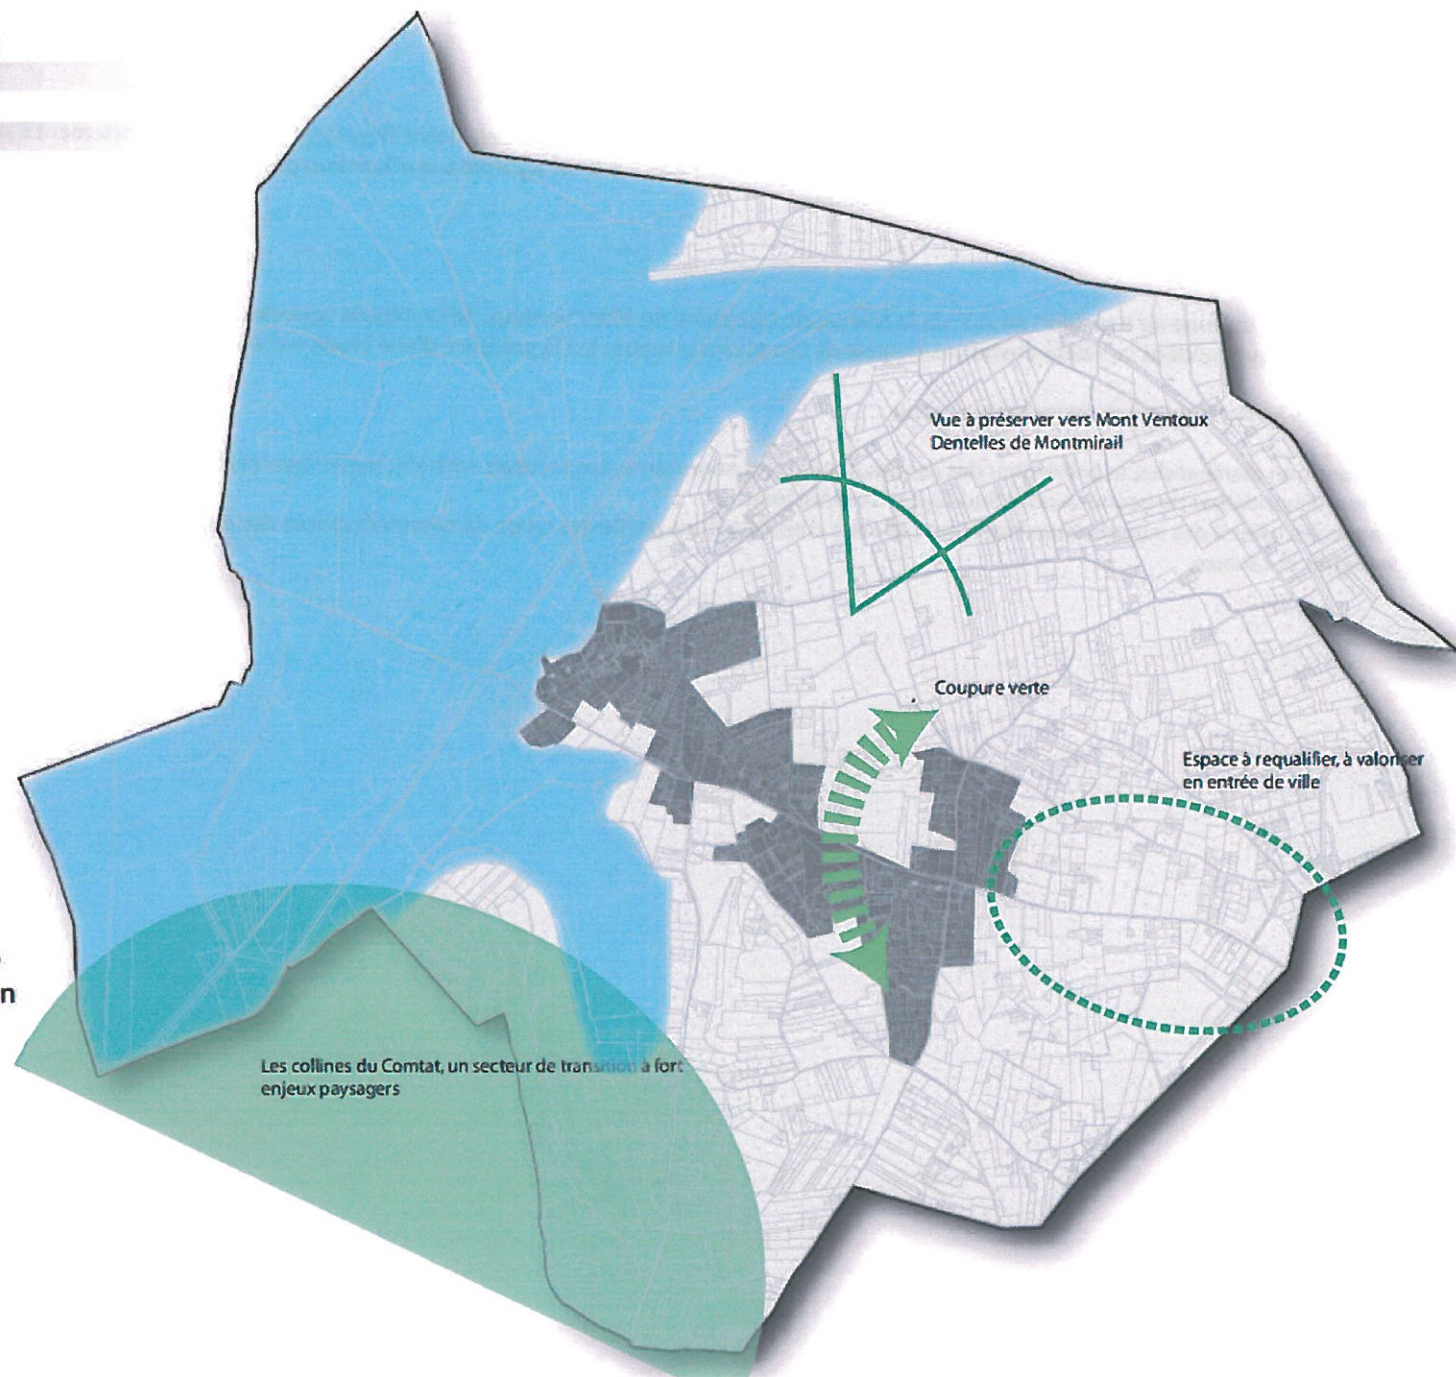 Vue à préserver vers Mont Ventoux
Dentelles de Montmirail
Coupure verte
Espace à requalifier, à valoriser
en entrée de ville
n
Les collines du Comtat, un secteur de transition à fort
enjeux paysagers